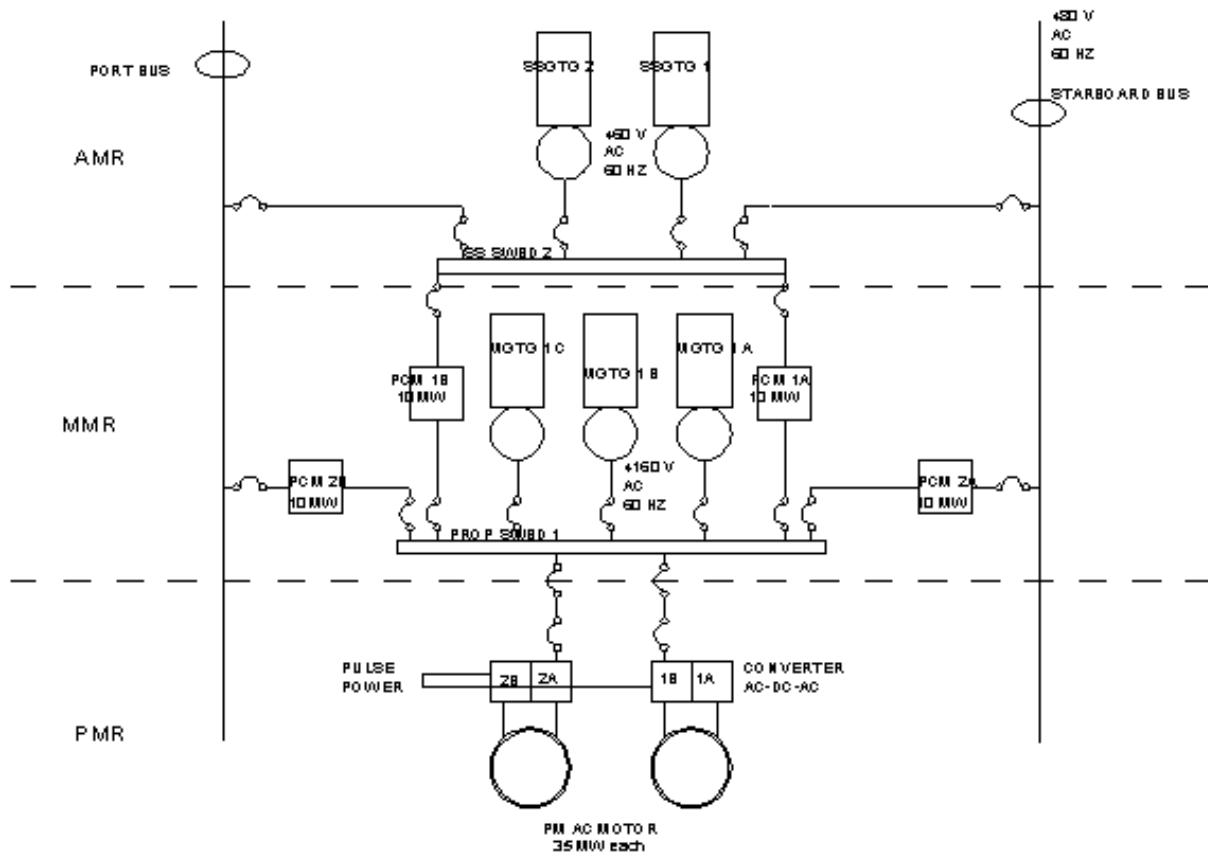 480 V
AC
60 HZ
PORT BUS
SSGTG 2
SSGTG 1
STARBOARD BUS
AMR
460 V
AC
60 HZ
SS SWBD 2
MGTG 1C
MGTG 1B
MGTG 1A
PCM 1B
10 MW
PCM 1A
10 MW
MMR
4160 V
AC
60 HZ
PCM 2B
10 MW
PCM 2A
10 MW
PROP SWBD 1
PULSE
POWER
2B
2A
1B
1A
CONVERTER
AC-DC-AC
PMR
PM AC MOTOR
35 MW each